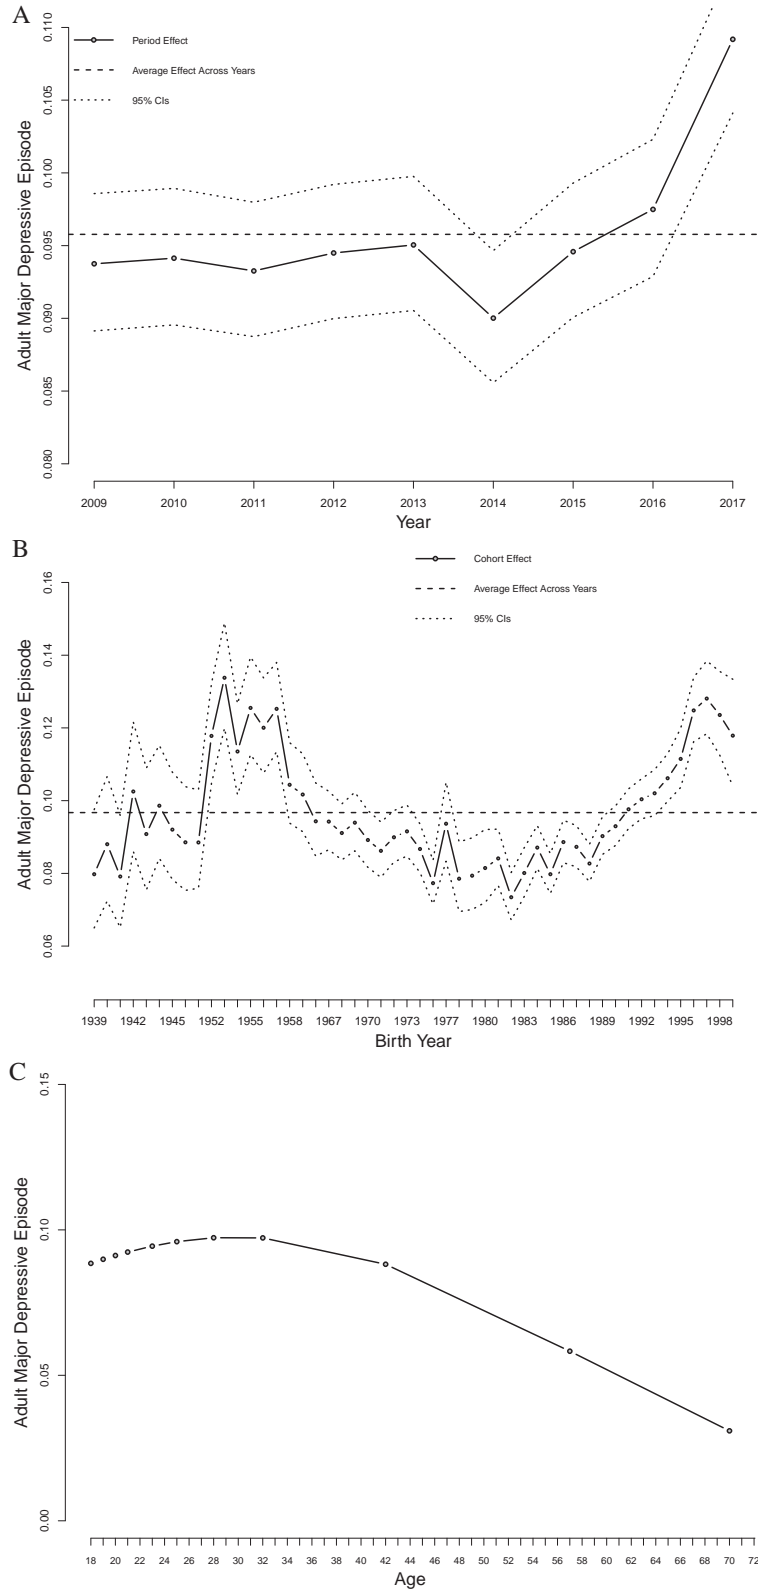 A
Period Effect
Average Effect Across Years
95% CIs
Adult Major Depressive Episode
0.110
0.105
0.100
0.095
0.090
0.085
0.080
2009 2010 2011 2012 2013 2014 2015 2016 2017
Year
B
Cohort Effect
Average Effect Across Years
95% CIs
Adult Major Depressive Episode
0.16
0.14
0.12
0.10
0.08
0.06
1939 1942 1945 1952 1955 1958 1967 1970 1973 1977 1980 1983 1986 1989 1992 1995 1998
Birth Year
C
Adult Major Depressive Episode
0.15
0.10
0.05
0.00
18 20 22 24 26 28 30 32 34 36 38 40 42 44 46 48 50 52 54 56 58 60 62 64 66 68 70 72
Age